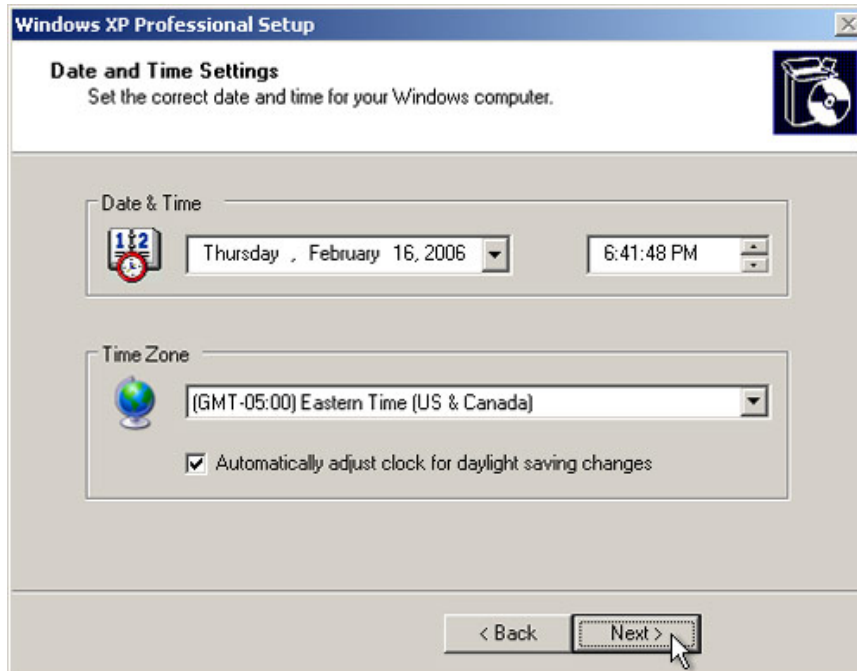 Windows XP Professional Setup
Date and Time Settings
Set the correct date and time for your Windows computer.
Date & Time
12
Thursday , February 16, 2006
6:41:48 PM
Time Zone
(GMT-05:00) Eastern Time (US & Canada)
Automatically adjust clock for daylight saving changes
< Back
Next >